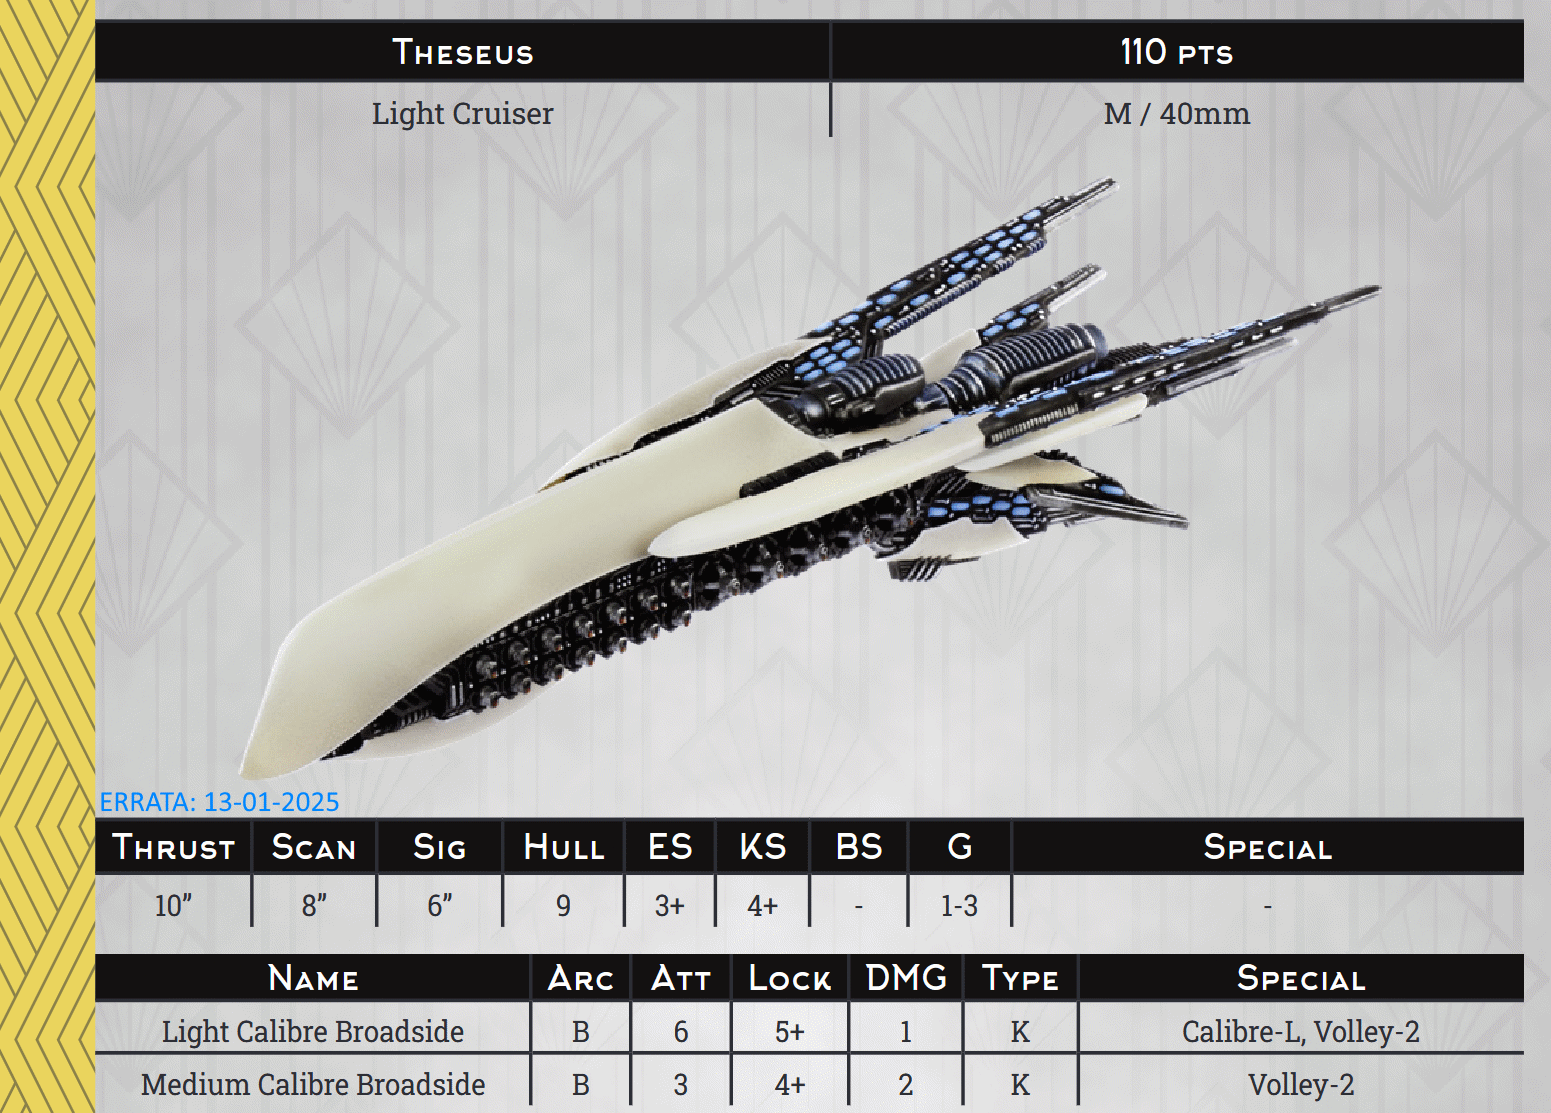 THESEUS 110 PTS
Light Cruiser M / 40mm
ERRATA: 13-01-2025
THRUST SCAN SIG HULL ES KS BS G SPECIAL
10” 8” 6” 9 3+ 4+ - 1-3 -
NAME ARC ATT LOCK DMG TYPE SPECIAL
Light Calibre Broadside B 6 5+ 1 K Calibre-L, Volley-2
Medium Calibre Broadside B 3 4+ 2 K Volley-2